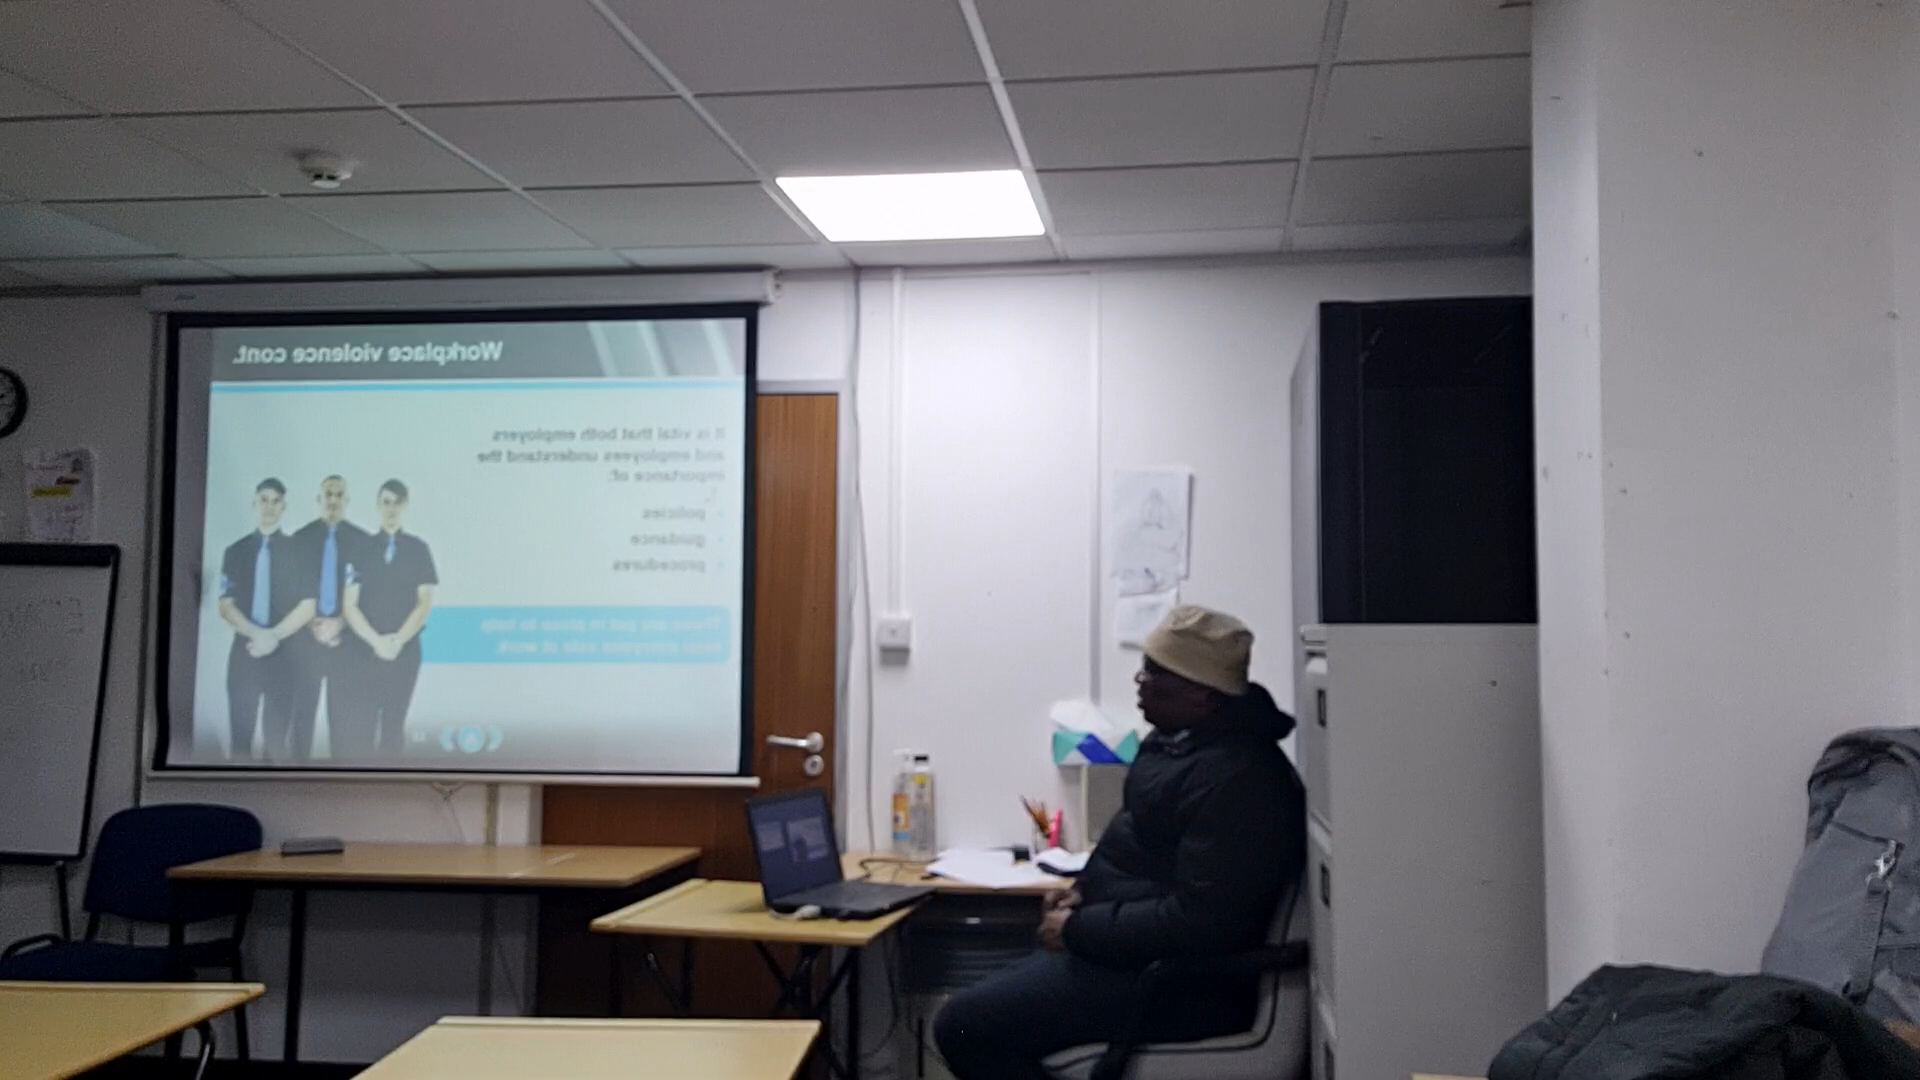 Workplace violence cont.
It is vital that both employers
and employees understand the
importance of:
- policies
- guidance
- procedures
These are put in place to help
keep everyone safe at work.